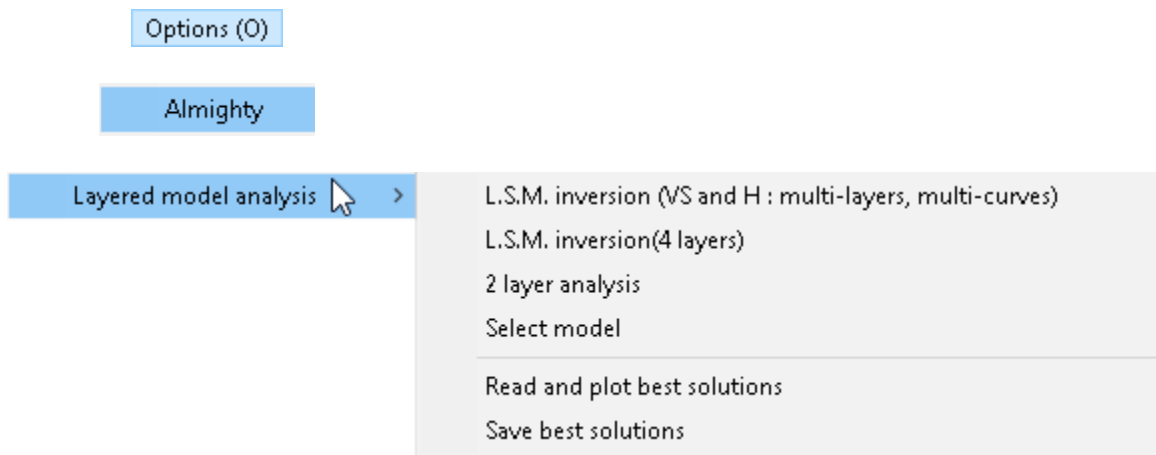 Options (O)
Almighty
Layered model analysis >
L.S.M. inversion (VS and H : multi-layers, multi-curves)
L.S.M. inversion(4 layers)
2 layer analysis
Select model
Read and plot best solutions
Save best solutions